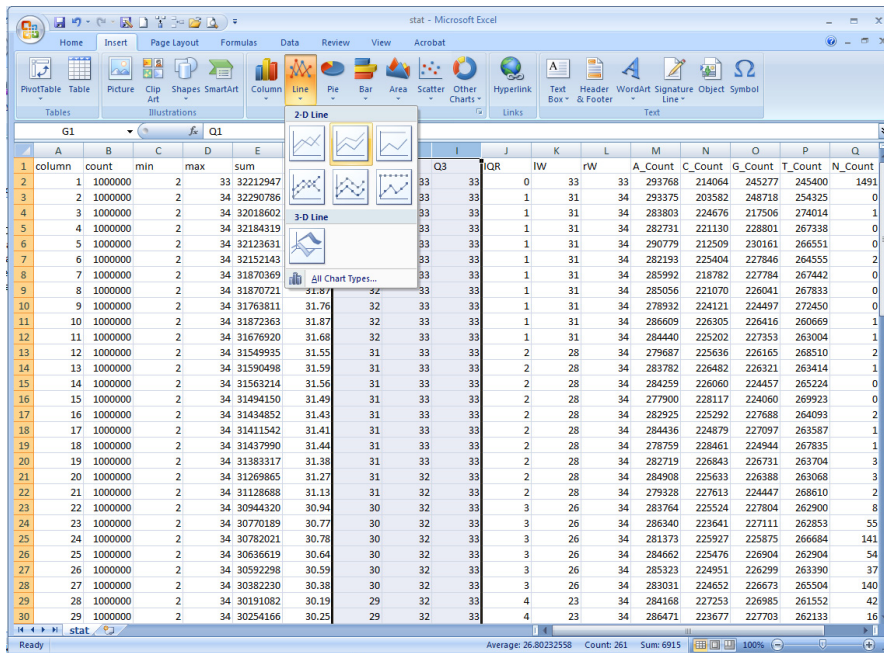 stat - Microsoft Excel
Home Insert Page Layout Formulas Data Review View Acrobat
PivotTable Table Picture Clip Art Shapes SmartArt Column Line Pie Bar Area Scatter Other Charts Hyperlink Text Box Header & Footer WordArt Signature Line Object Symbol
Tables Illustrations Links Text
G1 fx Q1
2-D Line
3-D Line
All Chart Types...
A B C D E I J K L M N O P Q
1 column count min max sum Q3 IQR lW rW A_Count C_Count G_Count T_Count N_Count
2 1 1000000 2 33 32212947 33 33 0 33 33 293768 214064 245277 245400 1491
3 2 1000000 2 34 32290786 33 33 1 31 34 293375 203582 248718 254325 0
4 3 1000000 2 34 32018602 33 33 1 31 34 283803 224676 217506 274014 1
5 4 1000000 2 34 32184319 33 33 1 31 34 282711 221130 228801 267338 0
6 5 1000000 2 34 32123631 33 33 1 31 34 290779 212509 230161 266551 0
7 6 1000000 2 34 32152143 33 33 1 31 34 282193 225404 227846 264555 2
8 7 1000000 2 34 31870369 33 33 1 31 34 285992 218782 227784 267442 0
9 8 1000000 2 34 31870721 31.87 32 33 33 1 31 34 285056 221070 226041 267833 0
10 9 1000000 2 34 31763811 31.76 32 33 33 1 31 34 278932 224121 224497 272450 0
11 10 1000000 2 34 31872363 31.87 32 33 33 1 31 34 286609 226305 226416 260669 1
12 11 1000000 2 34 31676920 31.68 32 33 33 1 31 34 284440 225202 227353 263004 1
13 12 1000000 2 34 31549935 31.55 31 33 33 2 28 34 279687 225636 226165 268510 2
14 13 1000000 2 34 31590498 31.59 31 33 33 2 28 34 283782 226482 226321 263414 1
15 14 1000000 2 34 31563214 31.56 31 33 33 2 28 34 284259 226060 224457 265224 0
16 15 1000000 2 34 31494150 31.49 31 33 33 2 28 34 277900 228117 224060 269923 0
17 16 1000000 2 34 31434852 31.43 31 33 33 2 28 34 282925 225292 227688 264093 2
18 17 1000000 2 34 31411542 31.41 31 33 33 2 28 34 284436 224879 227097 263587 1
19 18 1000000 2 34 31437990 31.44 31 33 33 2 28 34 278759 228461 224944 267835 1
20 19 1000000 2 34 31383317 31.38 31 33 33 2 28 34 282719 226843 226731 263704 3
21 20 1000000 2 34 31269865 31.27 31 32 33 2 28 34 284908 225633 226388 263068 3
22 21 1000000 2 34 31128688 31.13 31 32 33 2 28 34 279328 227613 224447 268610 2
23 22 1000000 2 34 30944320 30.94 30 32 33 3 26 34 283764 225524 227804 262900 8
24 23 1000000 2 34 30770189 30.77 30 32 33 3 26 34 286340 223641 227111 262853 55
25 24 1000000 2 34 30782021 30.78 30 32 33 3 26 34 281373 225927 225875 266684 141
26 25 1000000 2 34 30636619 30.64 30 32 33 3 26 34 284662 225476 226904 262904 54
27 26 1000000 2 34 30592298 30.59 30 32 33 3 26 34 285323 224951 226299 263390 37
28 27 1000000 2 34 30382230 30.38 30 32 33 3 26 34 283031 224652 226673 265504 140
29 28 1000000 2 34 30191082 30.19 29 32 33 4 23 34 284168 227253 226985 261552 42
30 29 1000000 2 34 30254166 30.25 29 32 33 4 23 34 286471 223677 227703 262133 16
stat
Ready Average: 26.80232558 Count: 261 Sum: 6915 100%